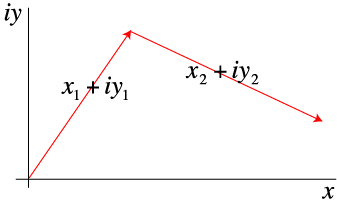 iy
x₁ + iy₁
x₂ + iy₂
x